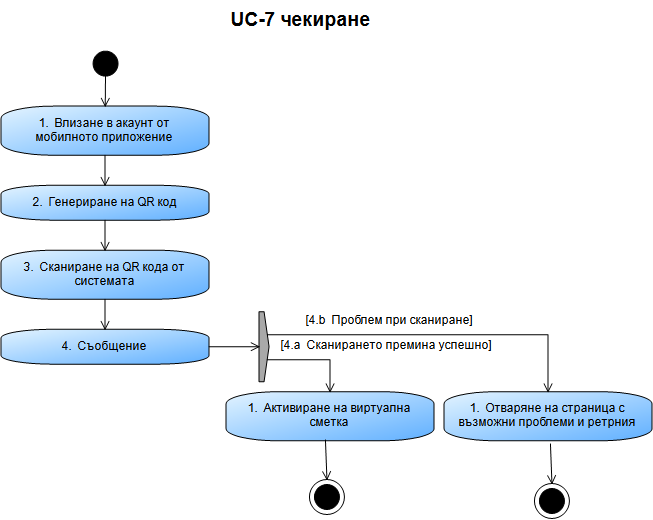 UC-7 чекиране
1. Влизане в акаунт от
мобилното приложение
2. Генериране на QR код
3. Сканиране на QR кода от
системата
4. Съобщение
[4.b Проблем при сканиране]
[4.a Сканирането премина успешно]
1. Активиране на виртуална
сметка
1. Отваряне на страница с
възможни проблеми и ретрния